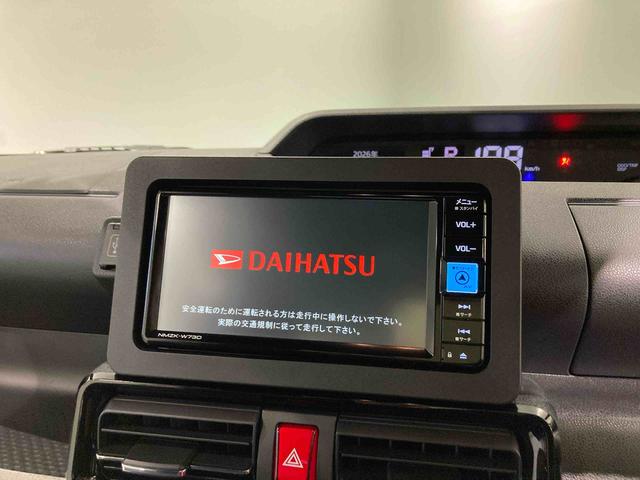 2026年
P 188 km/h
メニュー
VOL+
VOL−
DAIHATSU
安全運転のために運転される方は走行中に操作しないで下さい。
実際の交通規制に従って走行して下さい。
NMZK-W73D